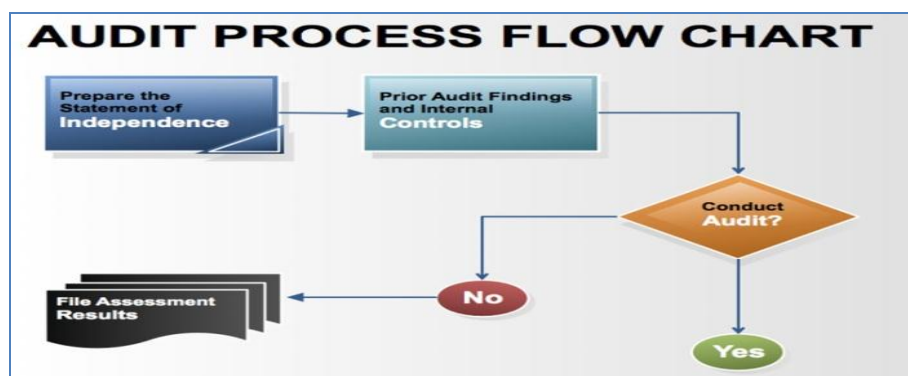 AUDIT PROCESS FLOW CHART
Prepare the
Statement of
Independence
Prior Audit Findings
and Internal
Controls
Conduct
Audit?
No
File Assessment
Results
Yes